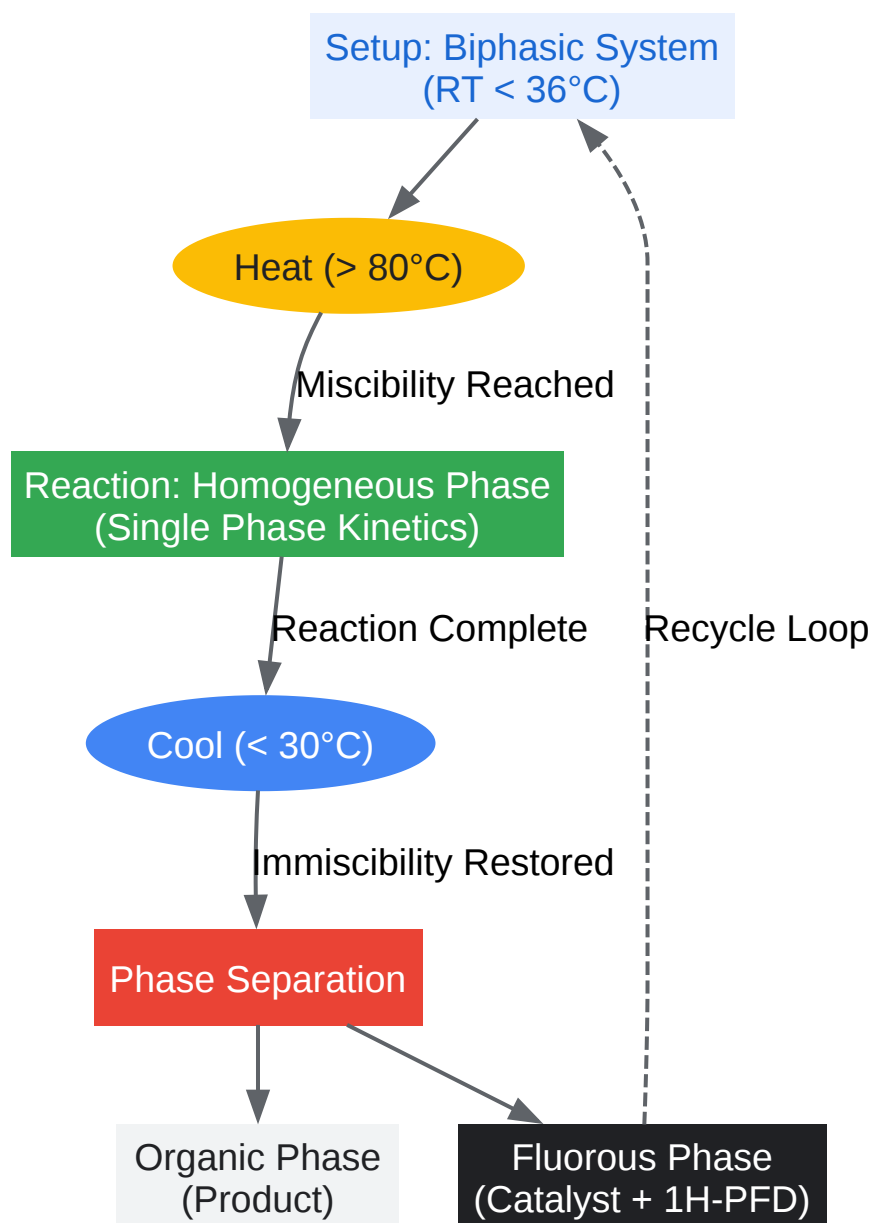 Setup: Biphasic System
(RT < 36°C)
Heat (> 80°C)
Miscibility Reached
Reaction: Homogeneous Phase
(Single Phase Kinetics)
Reaction Complete
Recycle Loop
Cool (< 30°C)
Immiscibility Restored
Phase Separation
Organic Phase
(Product)
Fluorous Phase
(Catalyst + 1H-PFD)